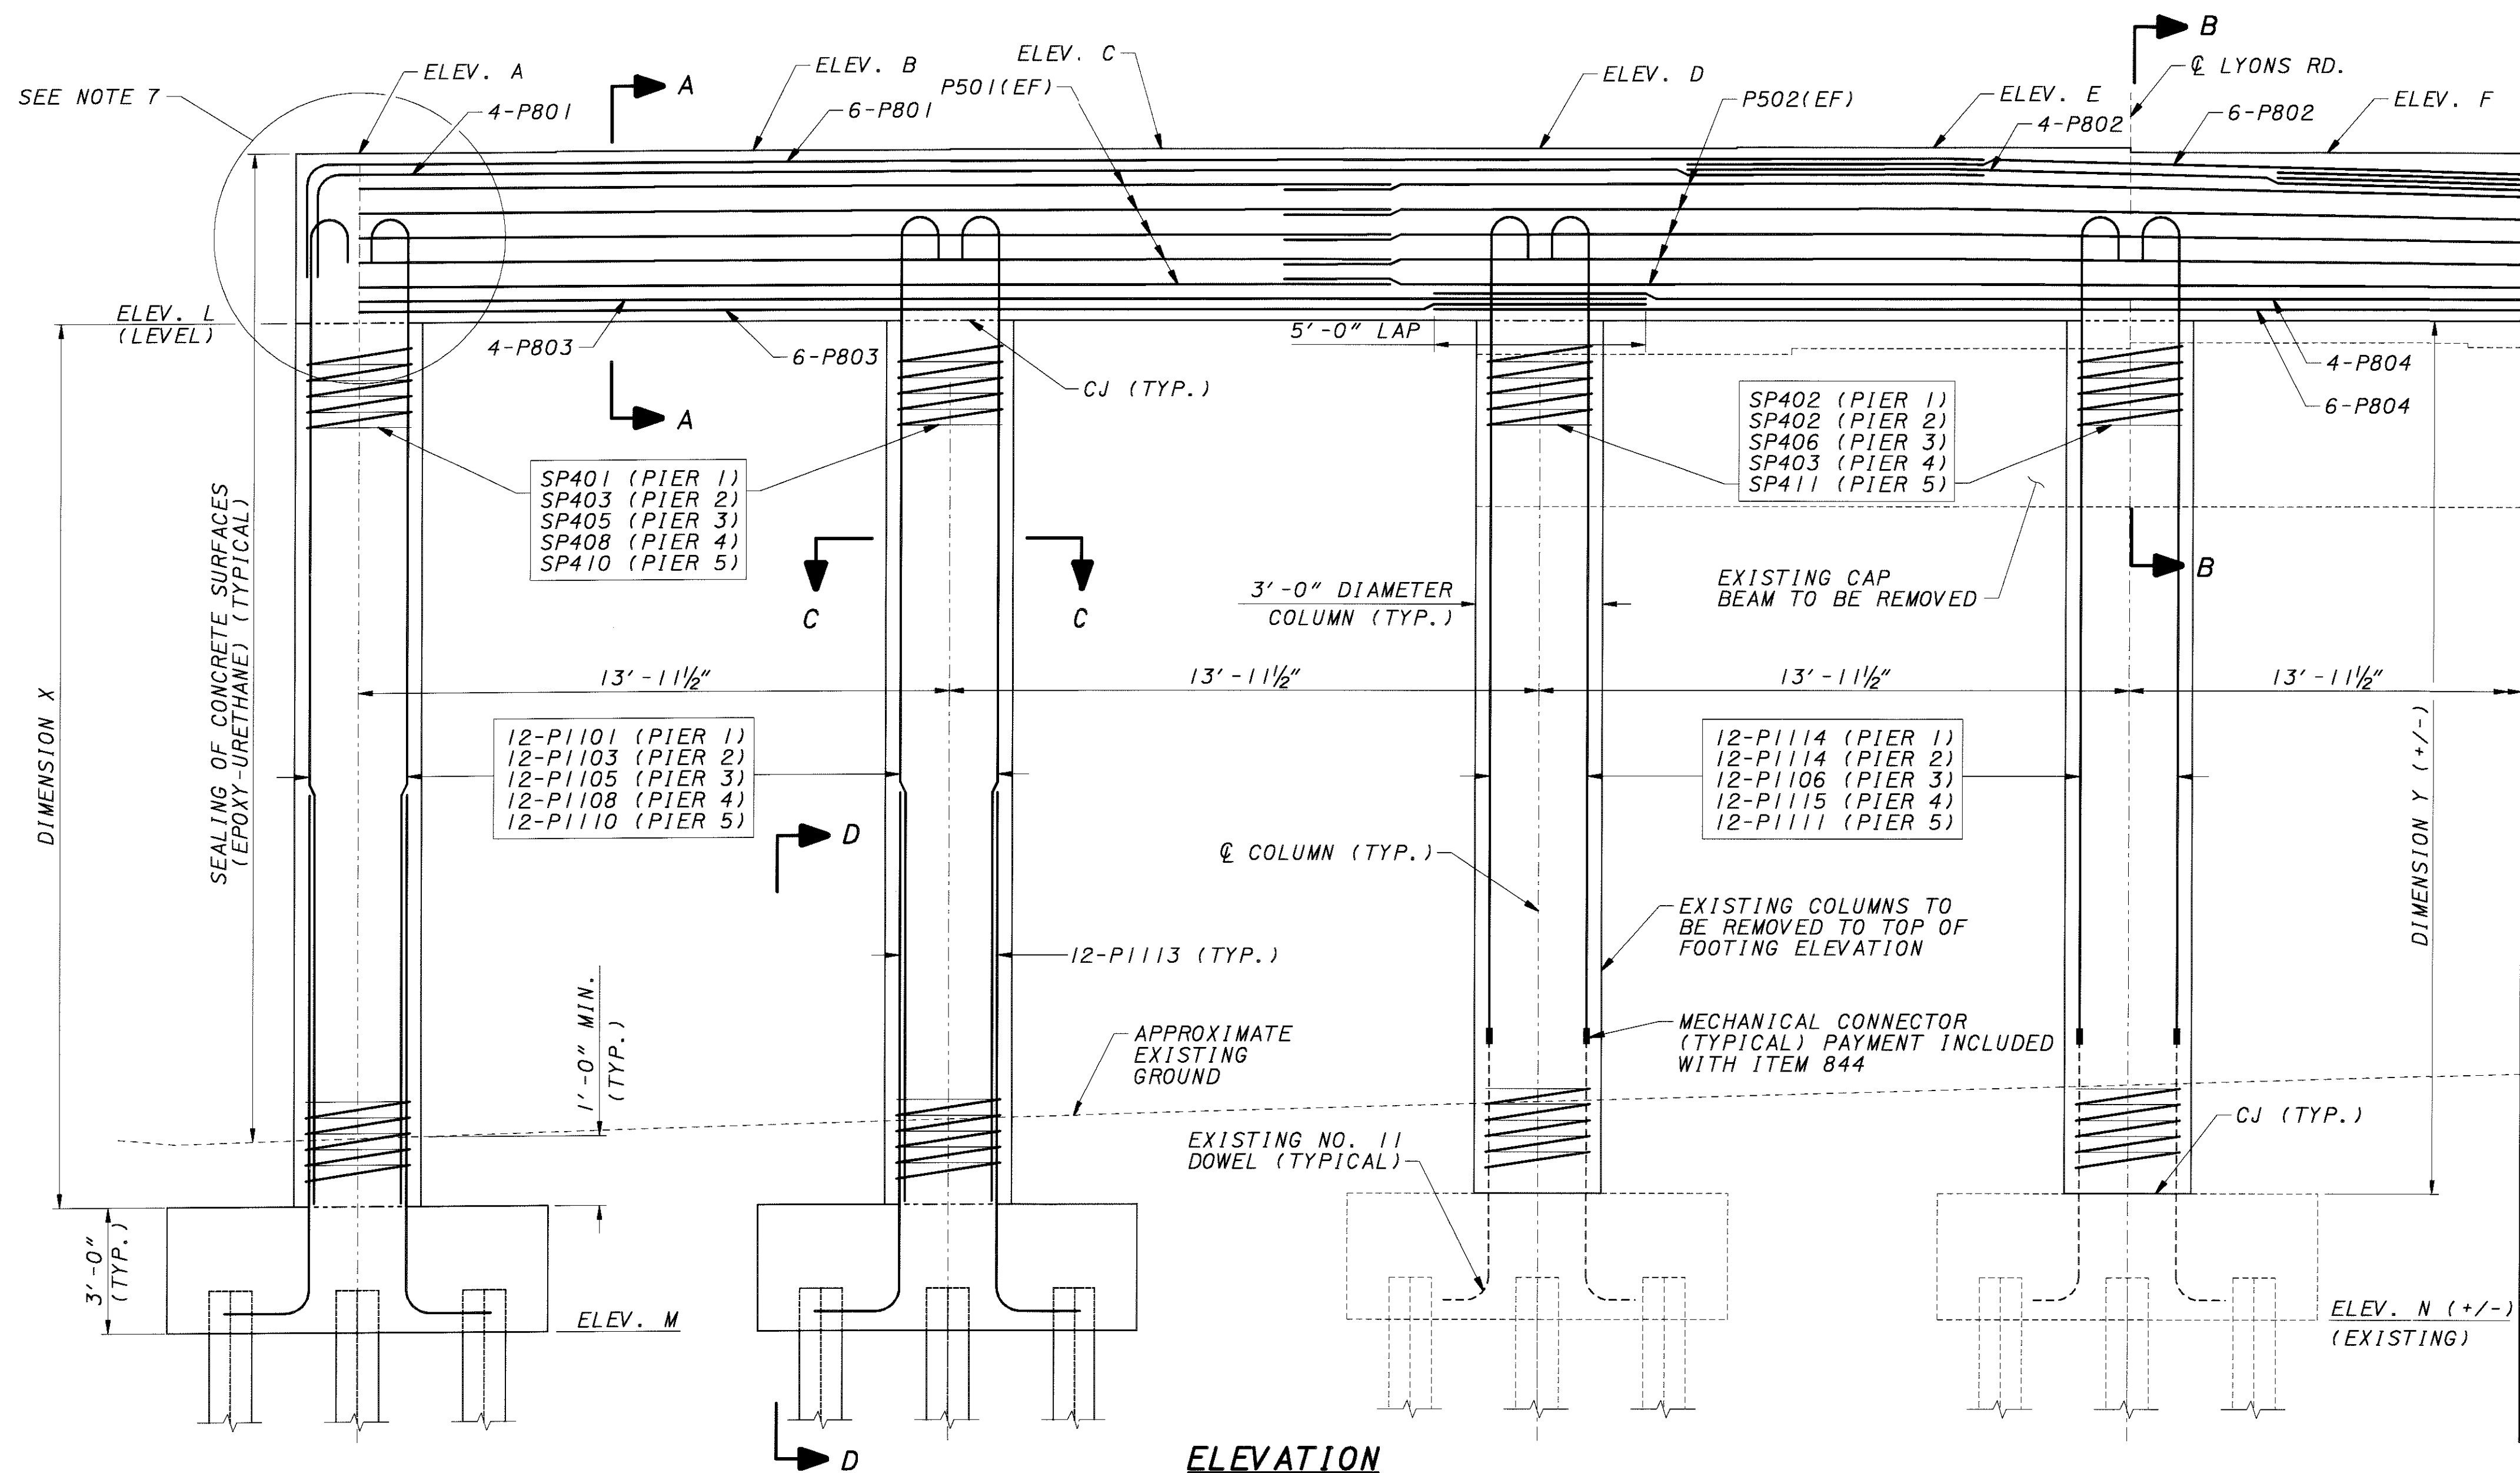 SEE NOTE 7
ELEV. A
4-P801
A
ELEV. B
6-P801
ELEV. C
P501(EF)
ELEV. D
P502(EF)
ELEV. E
4-P802
B
℄ LYONS RD.
6-P802
ELEV. F
ELEV. L
(LEVEL)
4-P803
6-P803
A
5'-0" LAP
CJ (TYP.)
4-P804
6-P804
SP401 (PIER 1)
SP403 (PIER 2)
SP405 (PIER 3)
SP408 (PIER 4)
SP410 (PIER 5)
SP402 (PIER 1)
SP402 (PIER 2)
SP406 (PIER 3)
SP403 (PIER 4)
SP411 (PIER 5)
SEALING OF CONCRETE SURFACES
(EPOXY-URETHANE) (TYPICAL)
C
C
3'-0" DIAMETER
COLUMN (TYP.)
EXISTING CAP
BEAM TO BE REMOVED
B
DIMENSION X
13'-11½"
13'-11½"
13'-11½"
13'-11½"
DIMENSION Y (+/-)
12-P1101 (PIER 1)
12-P1103 (PIER 2)
12-P1105 (PIER 3)
12-P1108 (PIER 4)
12-P1110 (PIER 5)
12-P1114 (PIER 1)
12-P1114 (PIER 2)
12-P1106 (PIER 3)
12-P1115 (PIER 4)
12-P1111 (PIER 5)
D
℄ COLUMN (TYP.)
EXISTING COLUMNS TO
BE REMOVED TO TOP OF
FOOTING ELEVATION
12-P1113 (TYP.)
1'-0" MIN.
(TYP.)
APPROXIMATE
EXISTING
GROUND
MECHANICAL CONNECTOR
(TYPICAL) PAYMENT INCLUDED
WITH ITEM 844
EXISTING NO. 11
DOWEL (TYPICAL)
CJ (TYP.)
3'-0"
(TYP.)
ELEV. M
ELEV. N (+/-)
(EXISTING)
D
ELEVATION